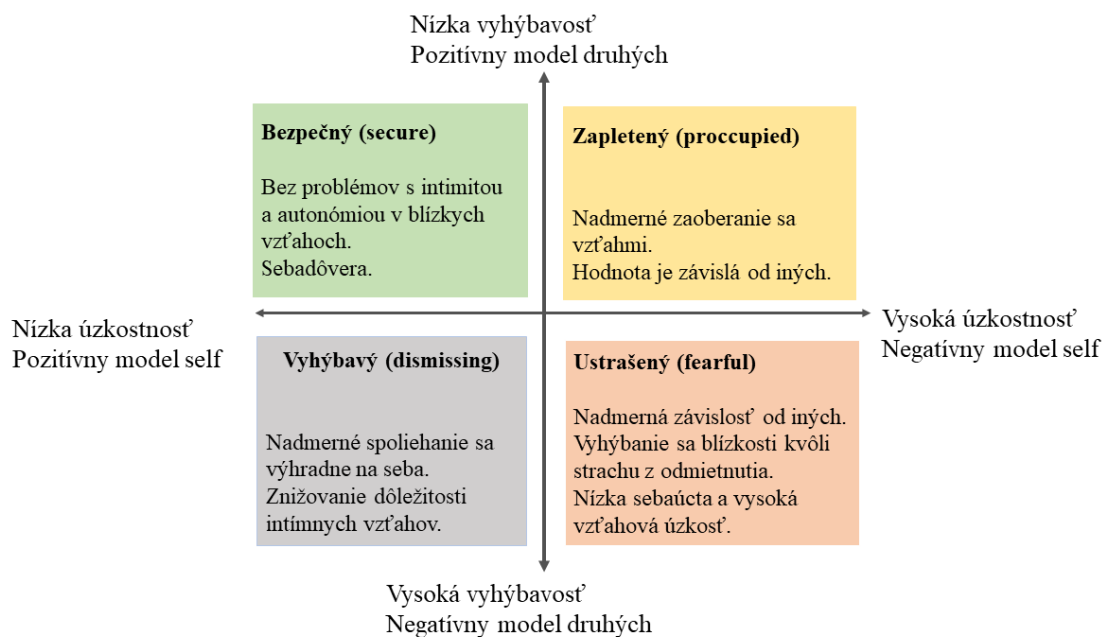 Nízka vyhýbavosť
Pozitívny model druhých
Bezpečný (secure)
Bez problémov s intimitou
a autonómiou v blízkych
vzťahoch.
Sebadôvera.
Zapletený (proccupied)
Nadmerné zaoberanie sa
vzťahmi.
Hodnota je závislá od iných.
Nízka úzkostnosť
Pozitívny model self
Vysoká úzkostnosť
Negatívny model self
Vyhýbavý (dismissing)
Nadmerné spoliehanie sa
výhradne na seba.
Znižovanie dôležitosti
intímnych vzťahov.
Ustrašený (fearful)
Nadmerná závislosť od iných.
Vyhýbanie sa blízkosti kvôli
strachu z odmietnutia.
Nízka sebaúcta a vysoká
vzťahová úzkosť.
Vysoká vyhýbavosť
Negatívny model druhých